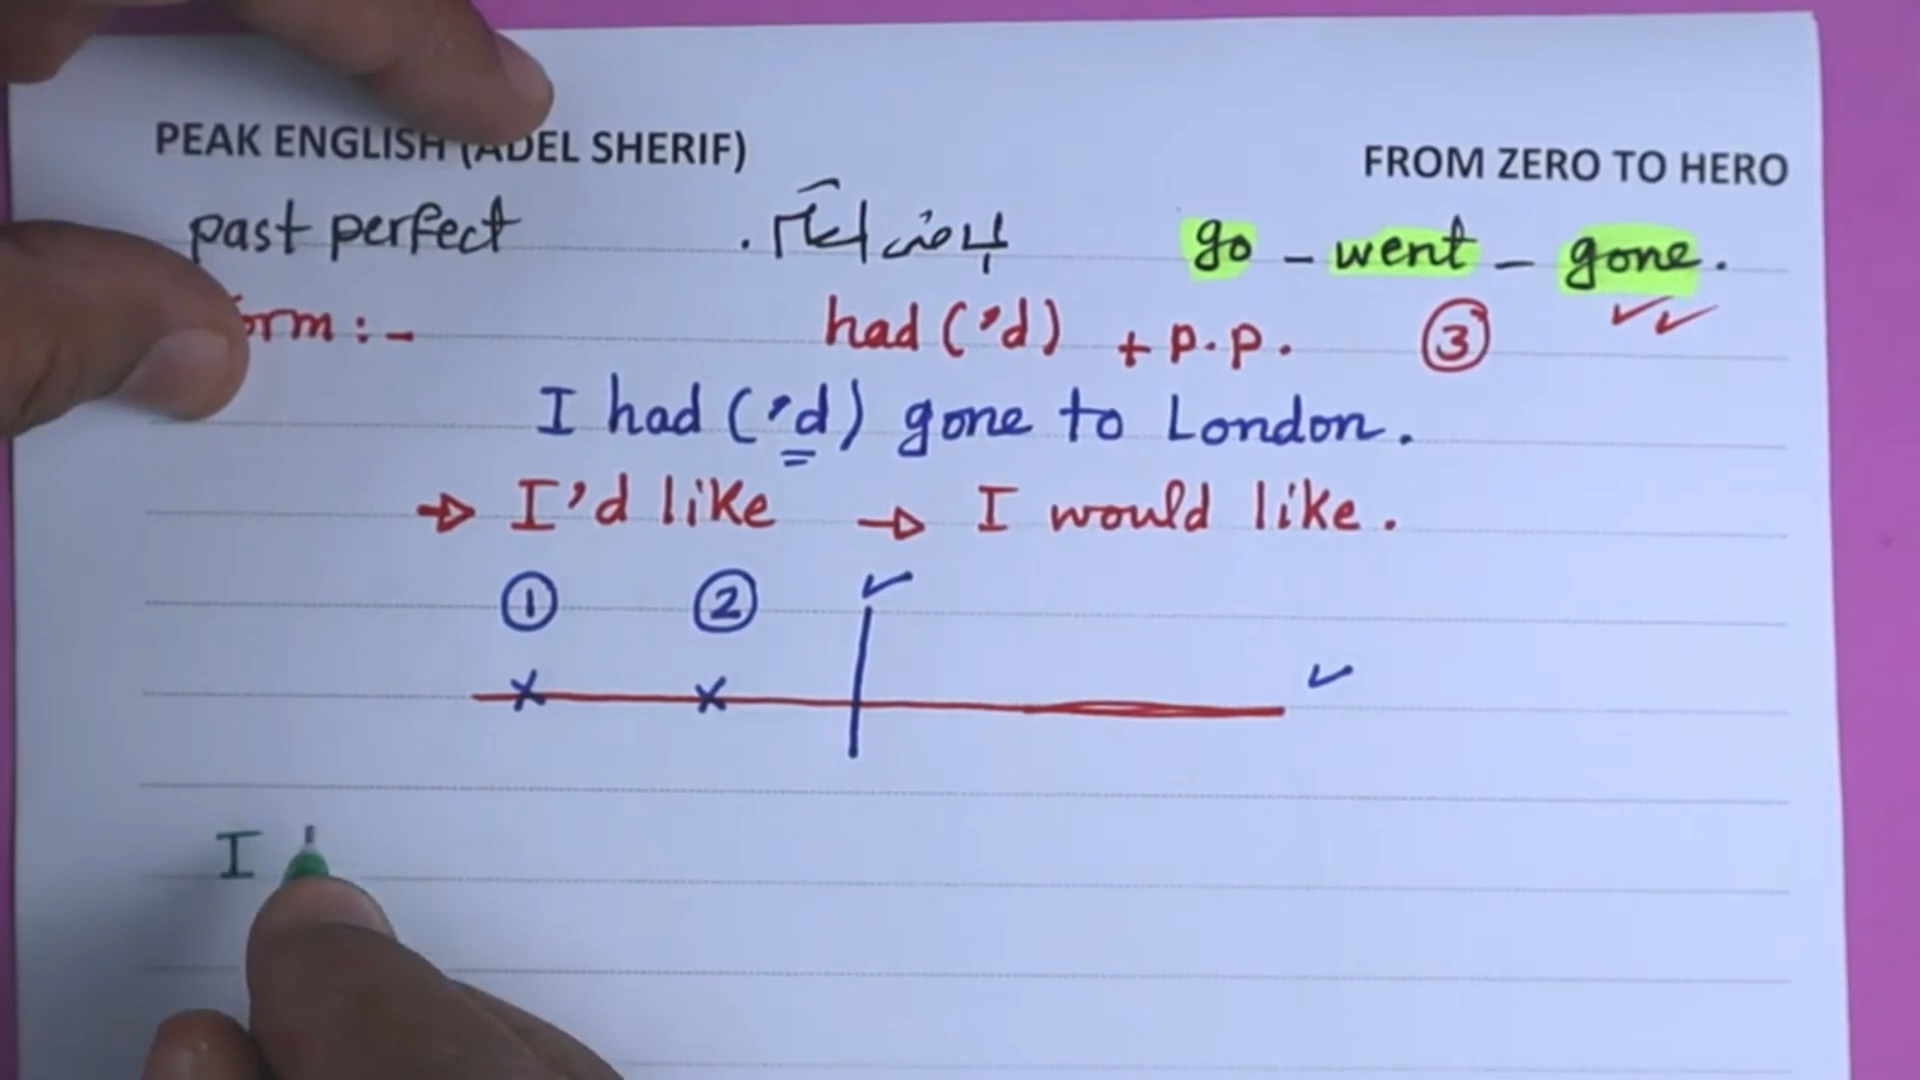 PEAK ENGLISH (ADEL SHERIF) FROM ZERO TO HERO
past perfect . الماضى التام go - went - gone.
orm :- had ('d) + p.p. ③
I had ('d) gone to London.
→ I'd like → I would like.
① ②
I